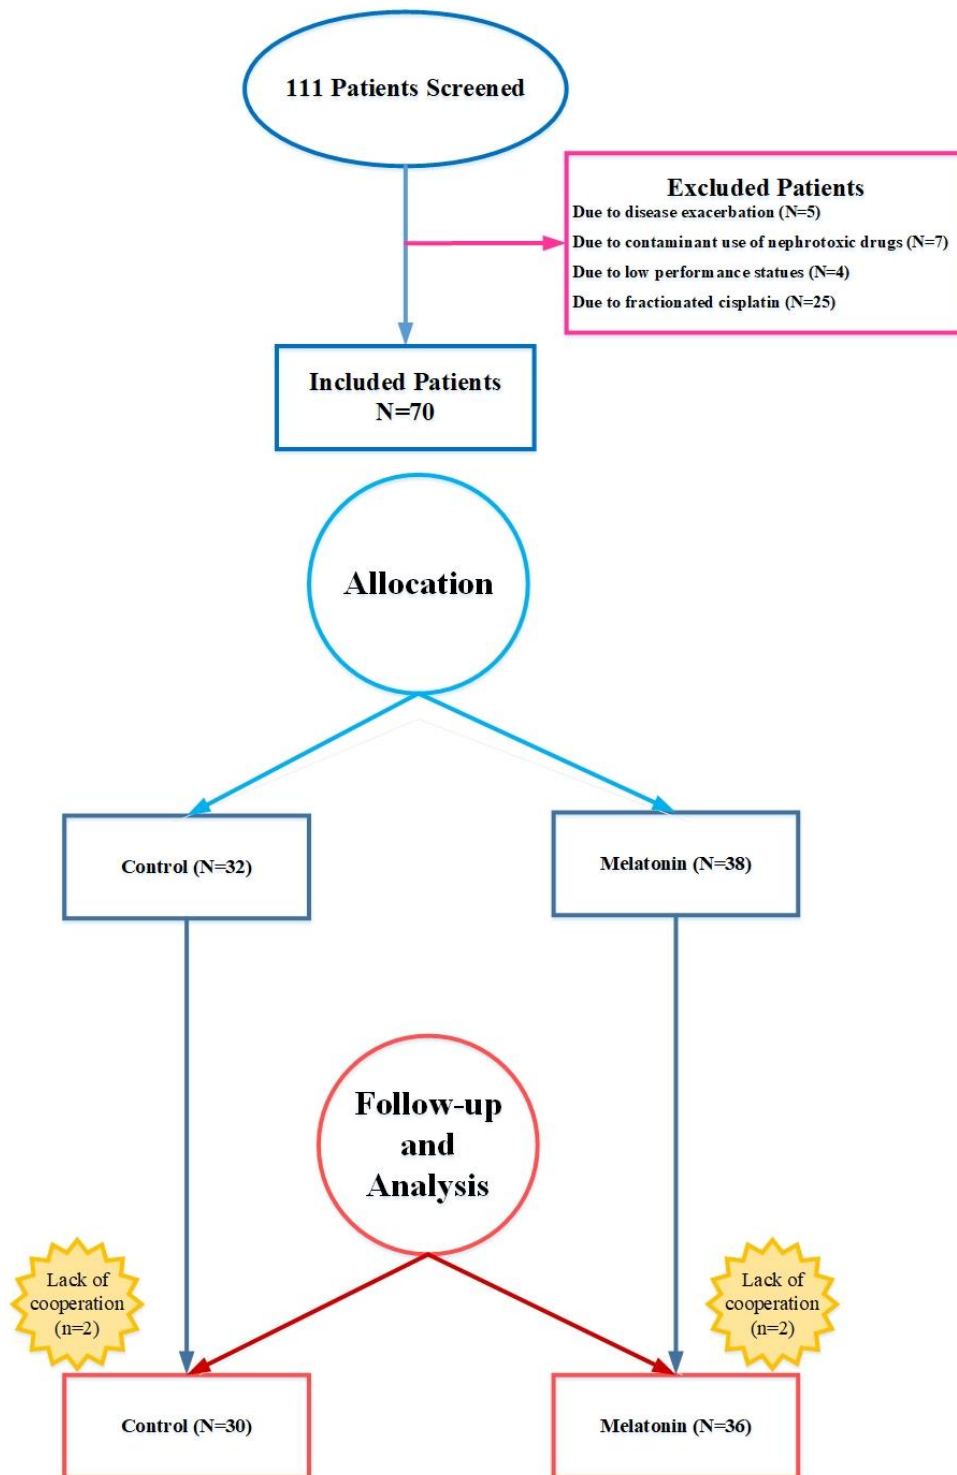 111 Patients Screened
Excluded Patients
Due to disease exacerbation (N=5)
Due to contaminant use of nephrotoxic drugs (N=7)
Due to low performance statues (N=4)
Due to fractionated cisplatin (N=25)
Included Patients
N=70
Allocation
Control (N=32)
Melatonin (N=38)
Follow-up
and
Analysis
Lack of
cooperation
(n=2)
Lack of
cooperation
(n=2)
Control (N=30)
Melatonin (N=36)